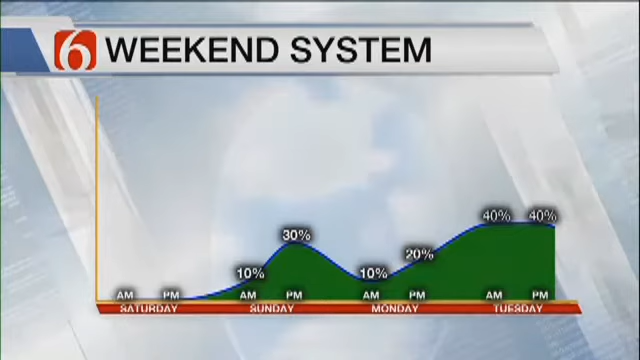 6 WEEKEND SYSTEM
40% 40%
30%
20%
10% 10%
AM PM AM PM AM PM AM PM
SATURDAY SUNDAY MONDAY TUESDAY